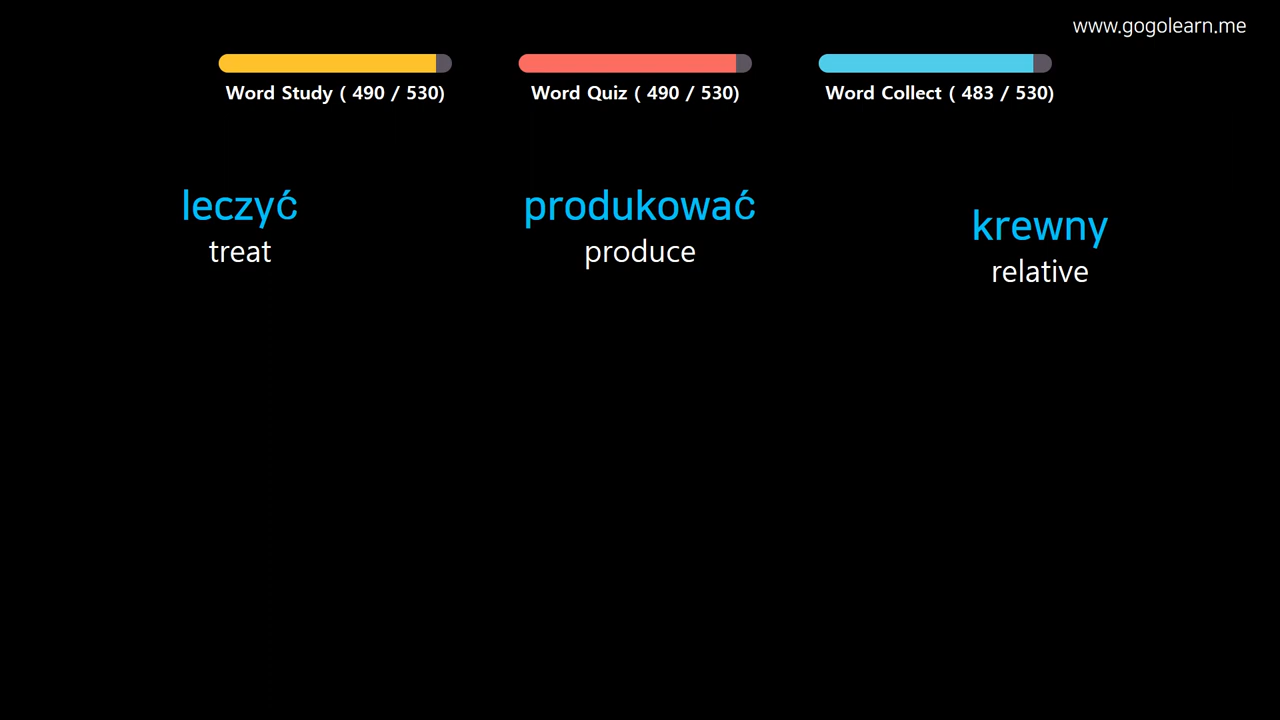 www.gogolearn.me
Word Study ( 490 / 530)
Word Quiz ( 490 / 530)
Word Collect ( 483 / 530)
leczyć
treat
produkować
produce
krewny
relative